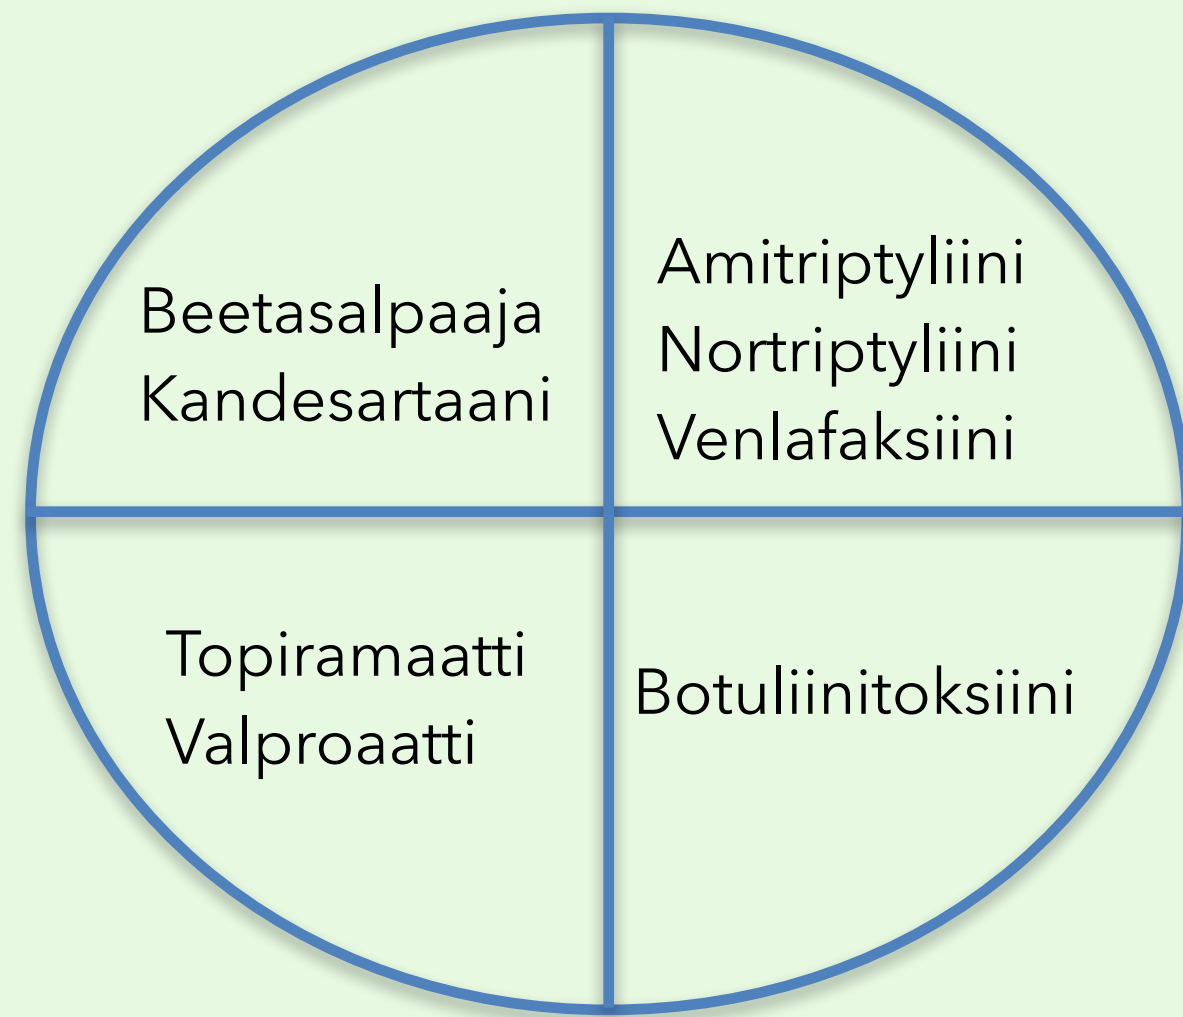 Beetasalpaaja
Kandesartaani
Amitriptyliini
Nortriptyliini
Venlafaksiini
Topiramaatti
Valproaatti
Botuliinitoksiini